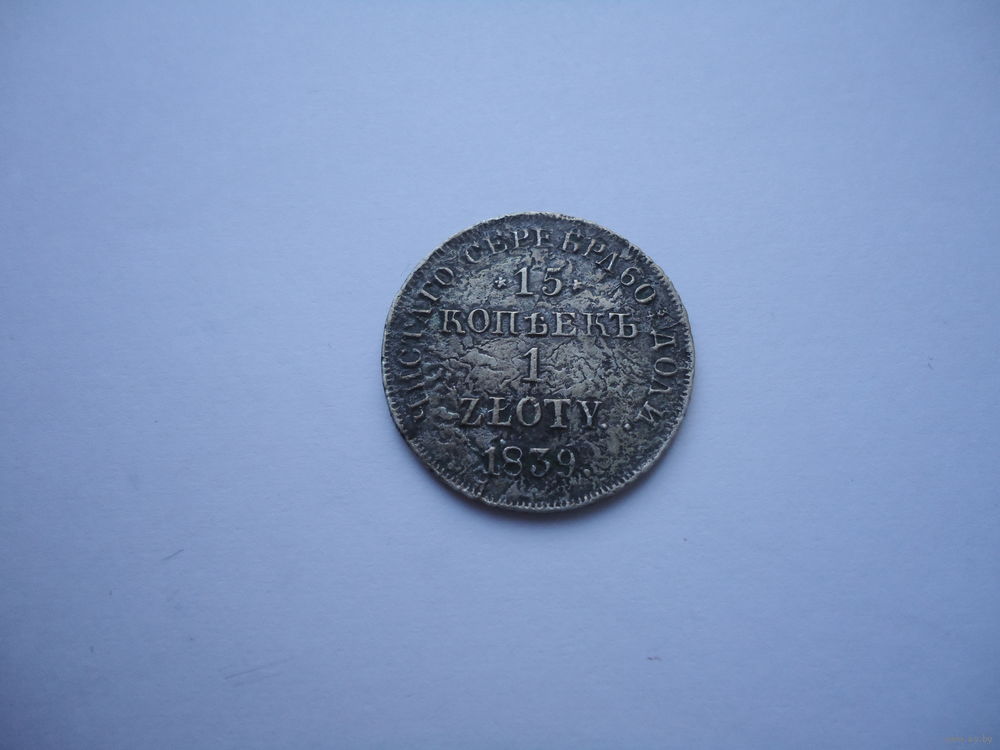 ЧИСТАГО СЕРЕБРА 60 ДОЛИ
15
КОПѢЕКЪ
1
ZŁOTY.
1839.